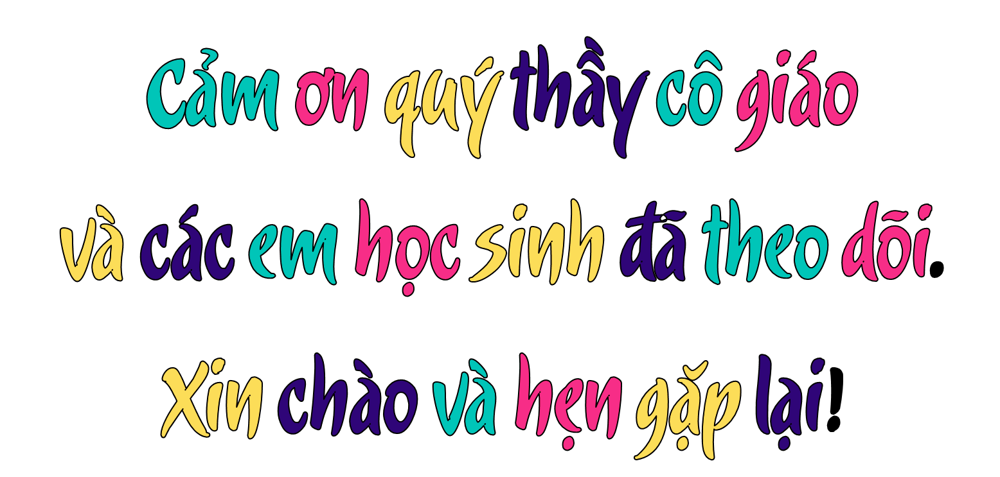 Cảm ơn quý thầy cô giáo
và các em học sinh đã theo dõi.
Xin chào và hẹn gặp lại!